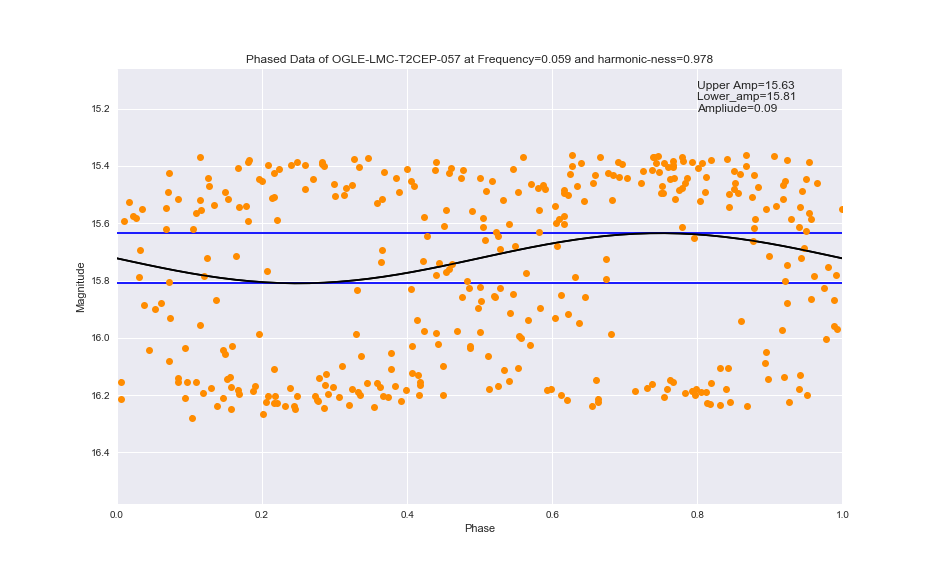 Phased Data of OGLE-LMC-T2CEP-057 at Frequency=0.059 and harmonic-ness=0.978
Upper Amp=15.63
Lower_amp=15.81
Ampliude=0.09
15.2
15.4
15.6
15.8
16.0
16.2
16.4
Magnitude
0.0 0.2 0.4 0.6 0.8 1.0
Phase